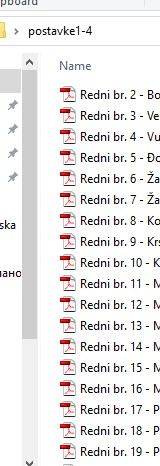 pboard
postavke1-4
Name
Redni br. 2 - Bo
Redni br. 3 - Ve
Redni br. 4 - Vu
Redni br. 5 - Đo
Redni br. 6 - Ža
Redni br. 7 - Ža
Redni br. 8 - Ko
Redni br. 9 - Krs
ska
Redni br. 10 - K
ано
Redni br. 11 - M
Redni br. 12 - M
Redni br. 13 - M
Redni br. 14 - M
Redni br. 15 - M
Redni br. 16 - M
Redni br. 17 - P
Redni br. 18 - P
Redni br. 19 - P